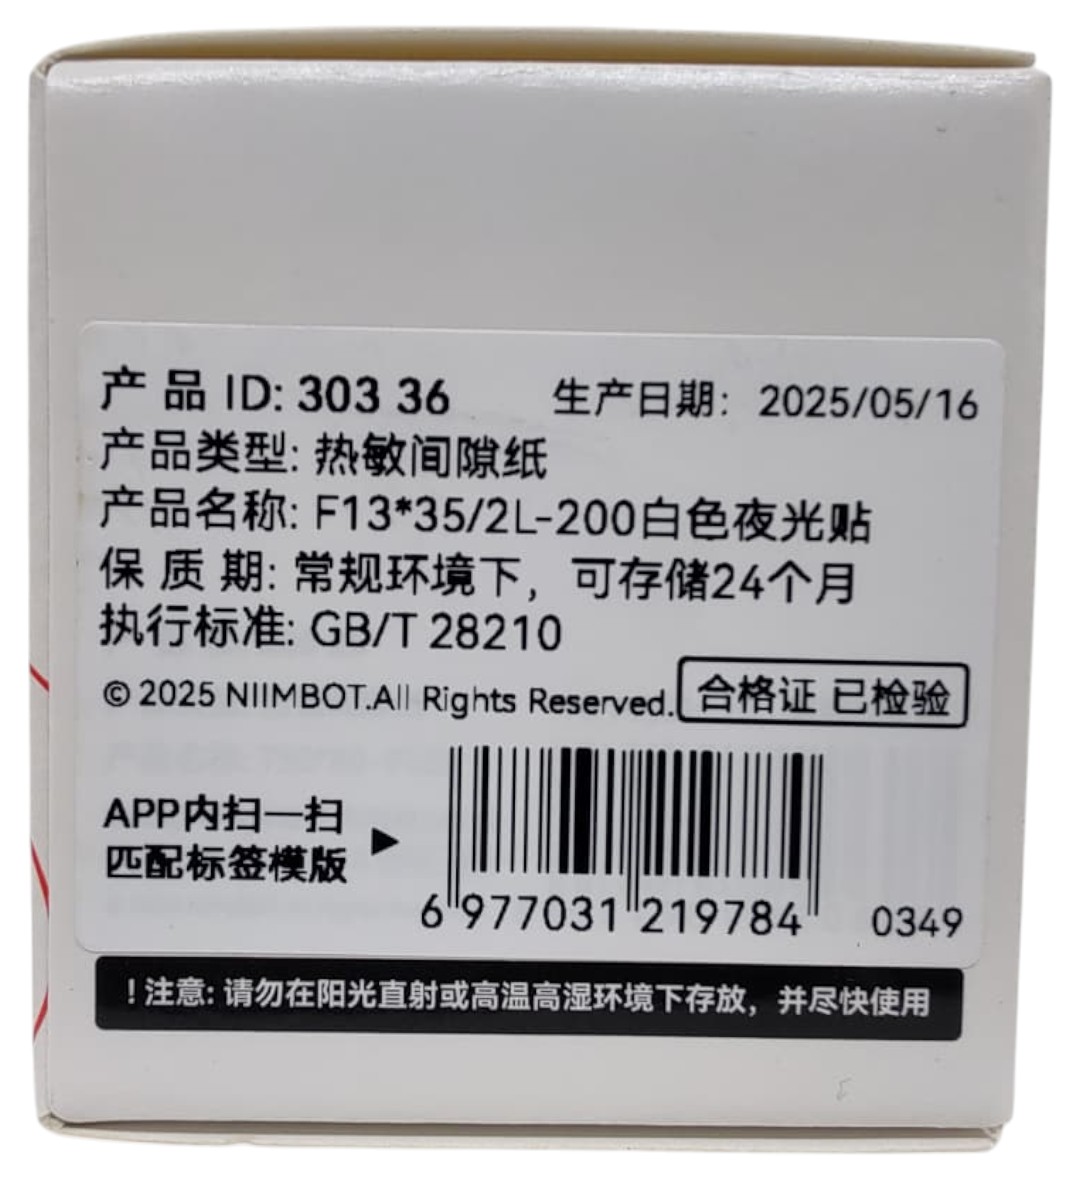 产 品 ID: 303 36 生产日期: 2025/05/16
产品类型: 热敏间隙纸
产品名称: F13*35/2L-200白色夜光贴
保 质 期: 常规环境下, 可存储24个月
执行标准: GB/T 28210
© 2025 NIIMBOT.All Rights Reserved. 合格证 已检验
APP内扫一扫
匹配标签模版 ▶
6 977031 219784 0349
! 注意: 请勿在阳光直射或高温高湿环境下存放，并尽快使用